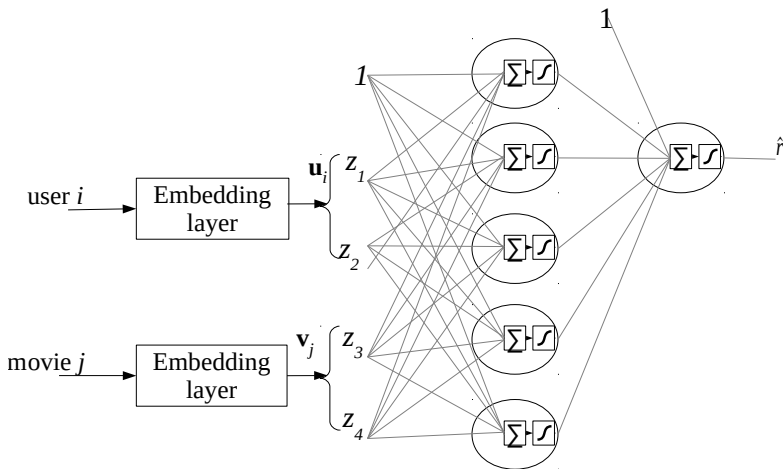 1
1
∑ ∫
∑ ∫
∑ ∫
r̂
user i
Embedding
layer
u_i
z_1
z_2
∑ ∫
movie j
Embedding
layer
v_j
z_3
z_4
∑ ∫
∑ ∫